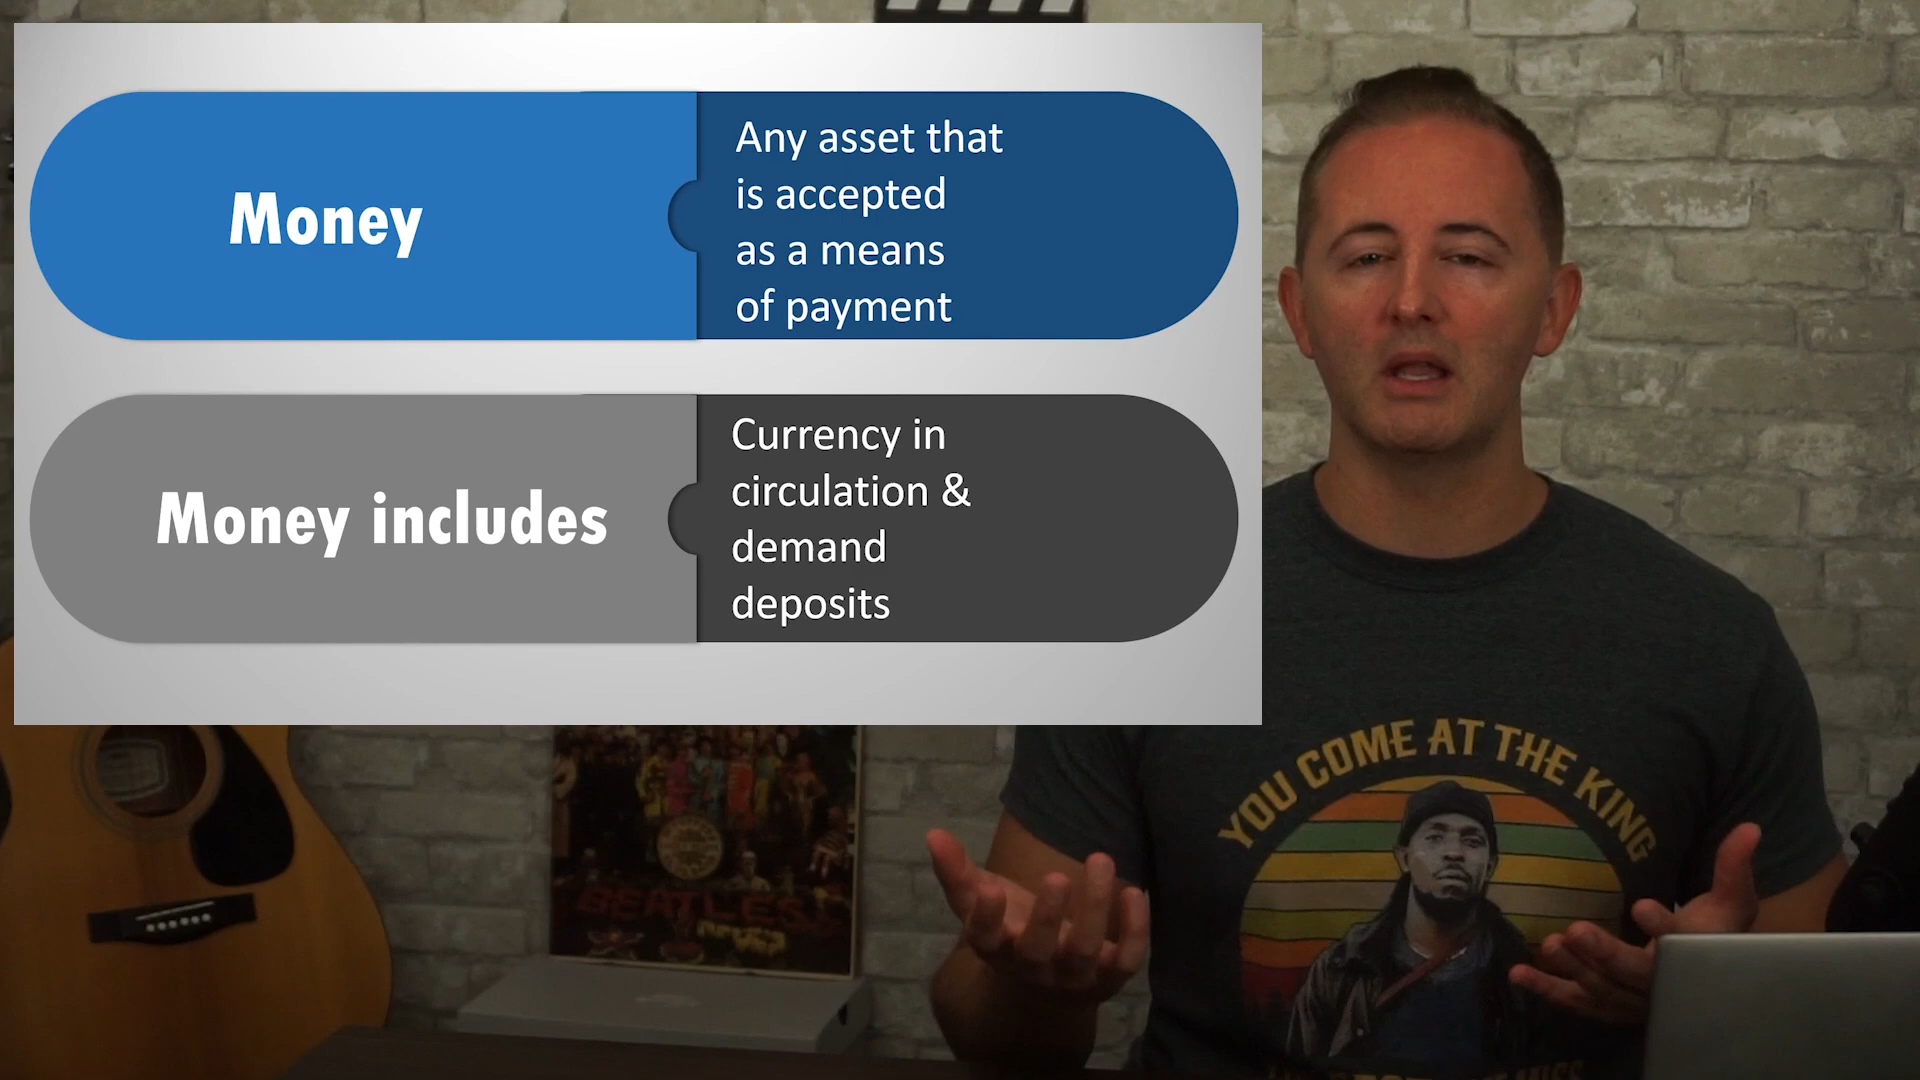 Money
Any asset that
is accepted
as a means
of payment
Money includes
Currency in
circulation &
demand
deposits
YOU COME AT THE KING
BEATLES